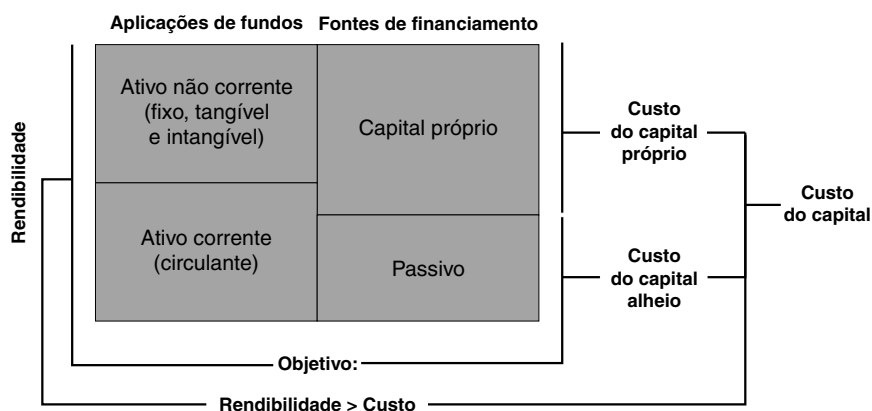 Aplicações de fundos
Fontes de financiamento
Rendibilidade
Ativo não corrente
(fixo, tangível
e intangível)
Capital próprio
Custo
do capital
próprio
Custo
do capital
Ativo corrente
(circulante)
Passivo
Custo
do capital
alheio
Objetivo:
Rendibilidade > Custo